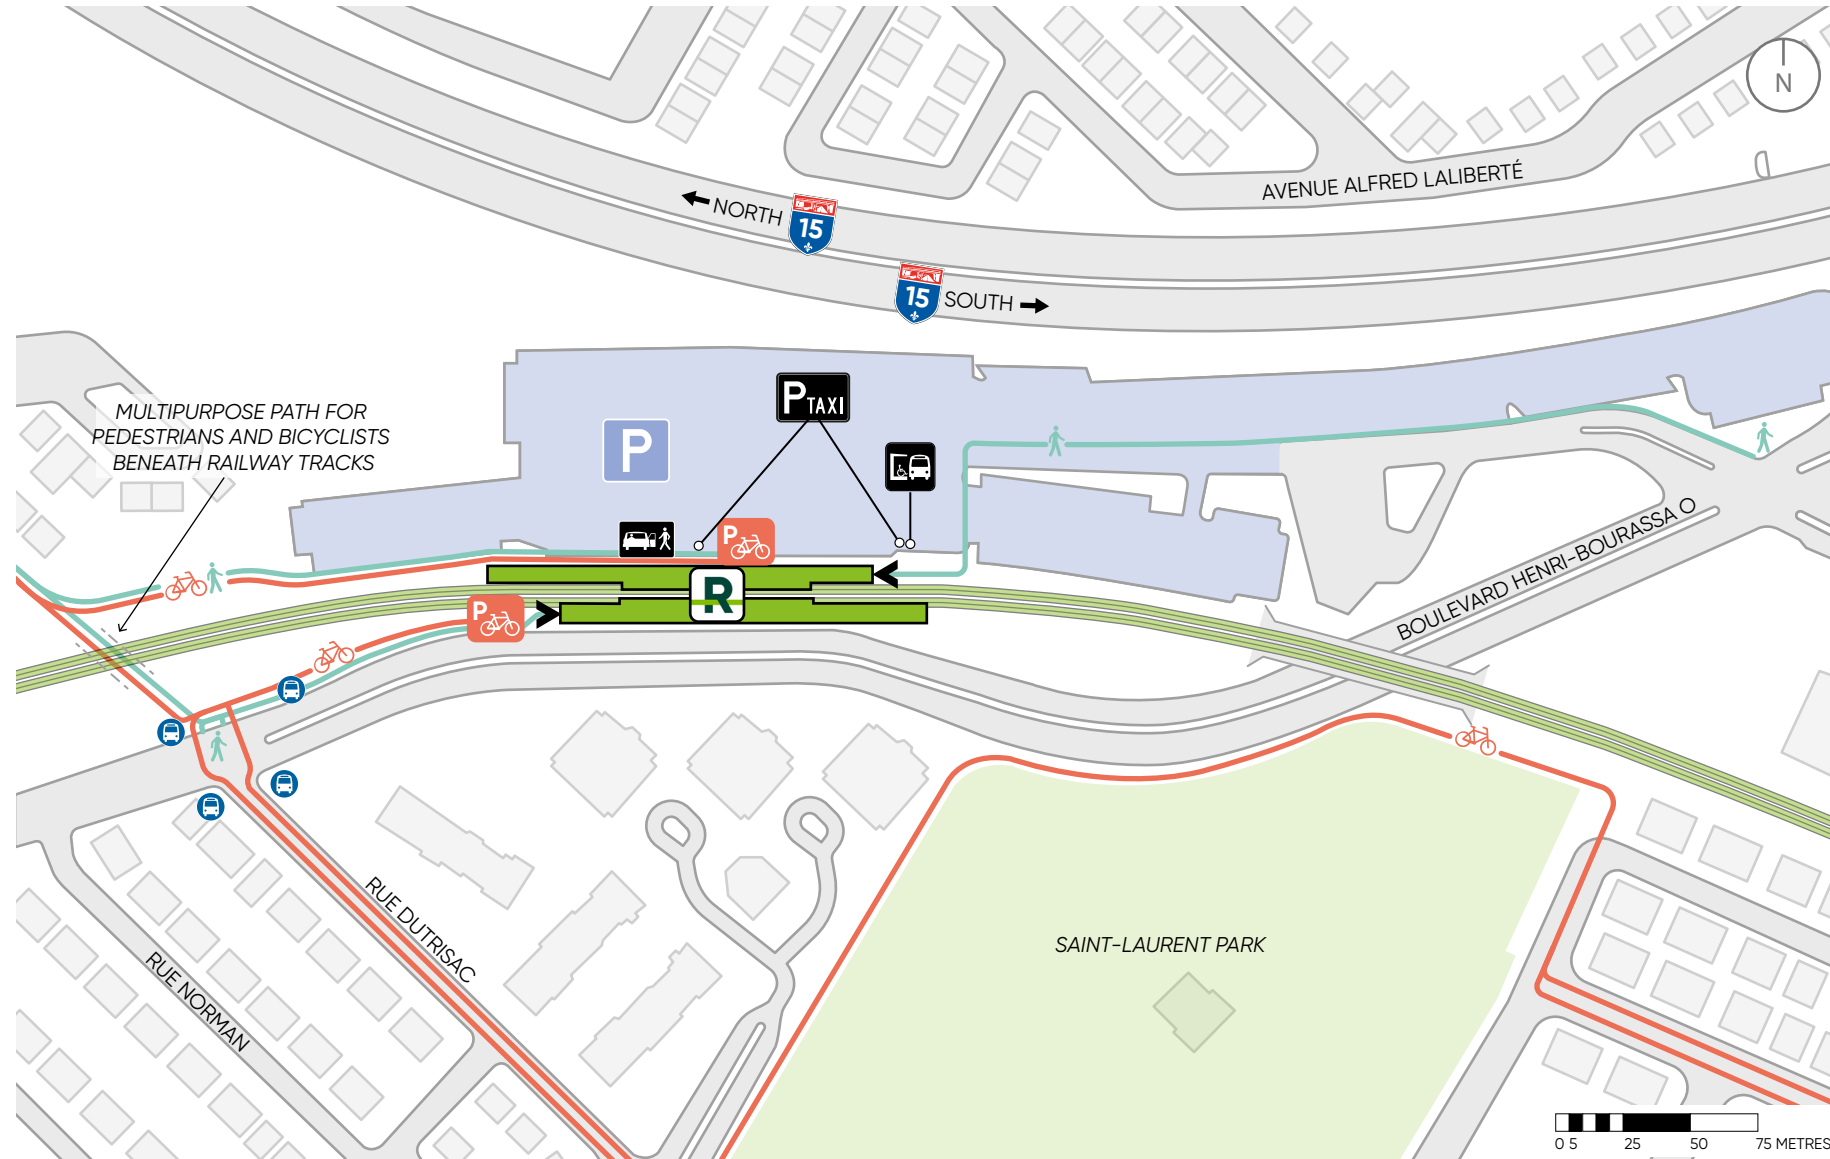 N
AVENUE ALFRED LALIBERTÉ
NORTH
15
15
SOUTH
MULTIPURPOSE PATH FOR
PEDESTRIANS AND BICYCLISTS
BENEATH RAILWAY TRACKS
P TAXI
P
P
R
P
BOULEVARD HENRI-BOURASSA O
RUE DUTRISAC
RUE NORMAN
SAINT-LAURENT PARK
0 5 25 50 75 METRES